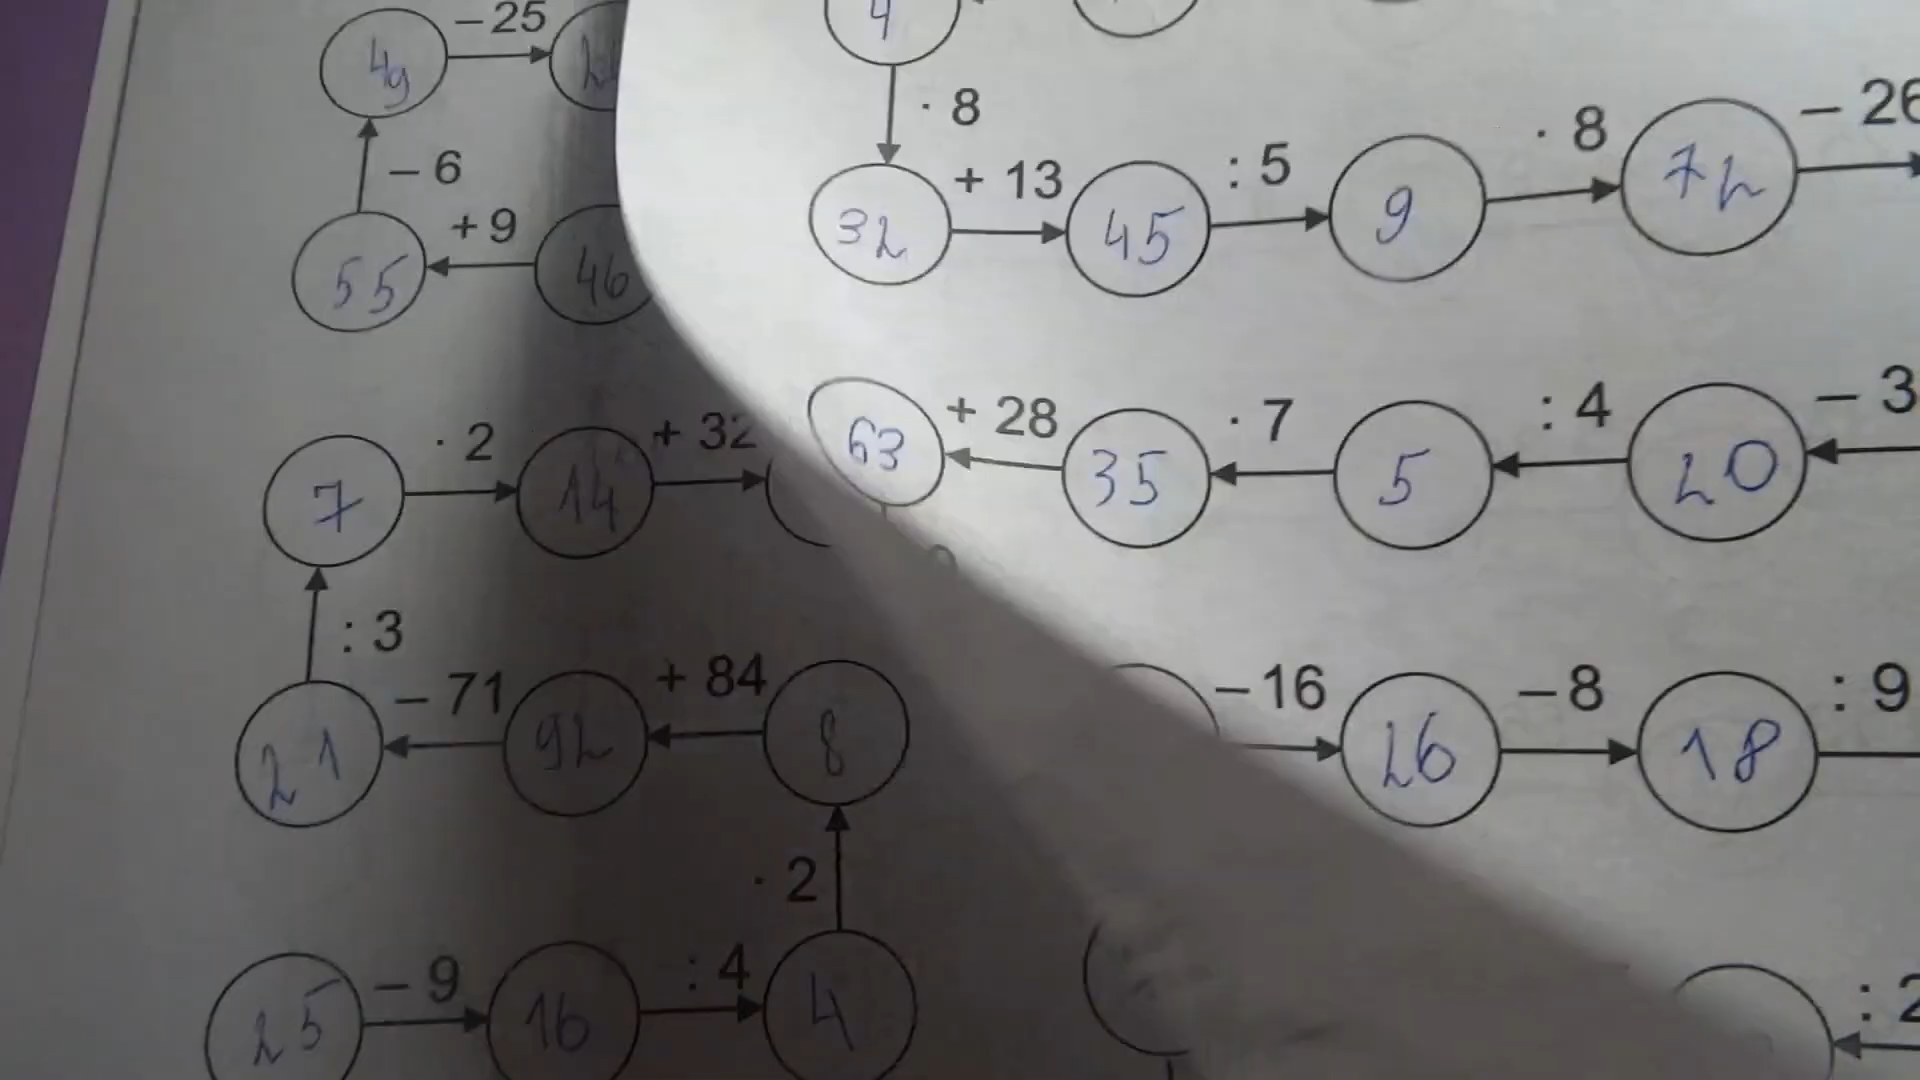 49 – 25
4
· 8
– 6
+ 13 : 5 · 8 – 26
32 45 9 72
+ 9
55 46
· 2 + 32
7 14
+ 28 · 7 : 4 – 3
63 35 5 20
: 3
– 71 + 84
21 92 8
– 16 – 8 : 9
26 18
· 2
– 9 : 4
25 16 4
: 2